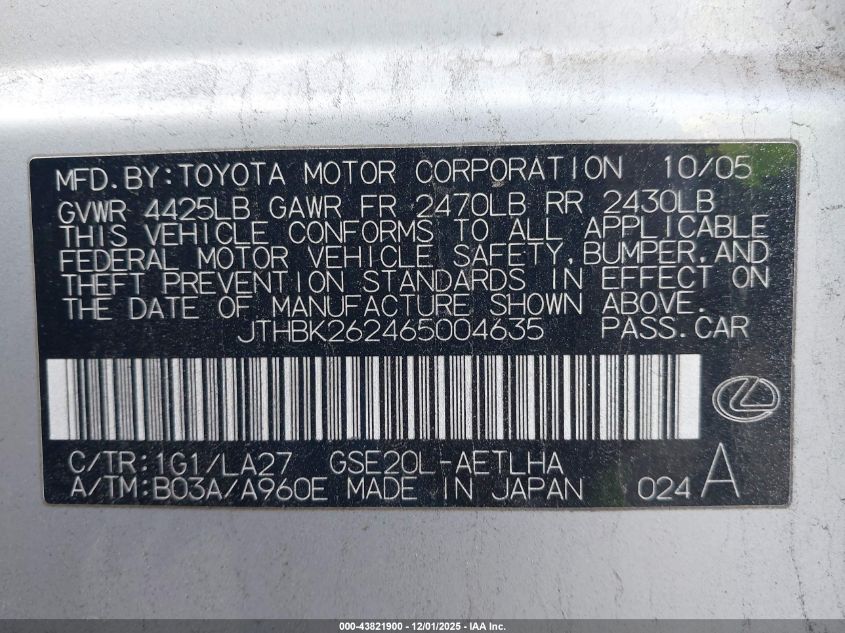 MFD.BY:TOYOTA MOTOR CORPORATION 10/05
GVWR 4425LB GAWR FR 2470LB RR 2430LB
THIS VEHICLE CONFORMS TO ALL APPLICABLE
FEDERAL MOTOR VEHICLE SAFETY,BUMPER,AND
THEFT PREVENTION STANDARDS IN EFFECT ON
THE DATE OF MANUFACTURE SHOWN ABOVE.
JTHBK262465004635 PASS.CAR
C/TR:1G1/LA27 GSE20L-AETLHA
A/TM:B03A/A960E MADE IN JAPAN 024 A
000-43821900 - 12/01/2025 - IAA Inc.